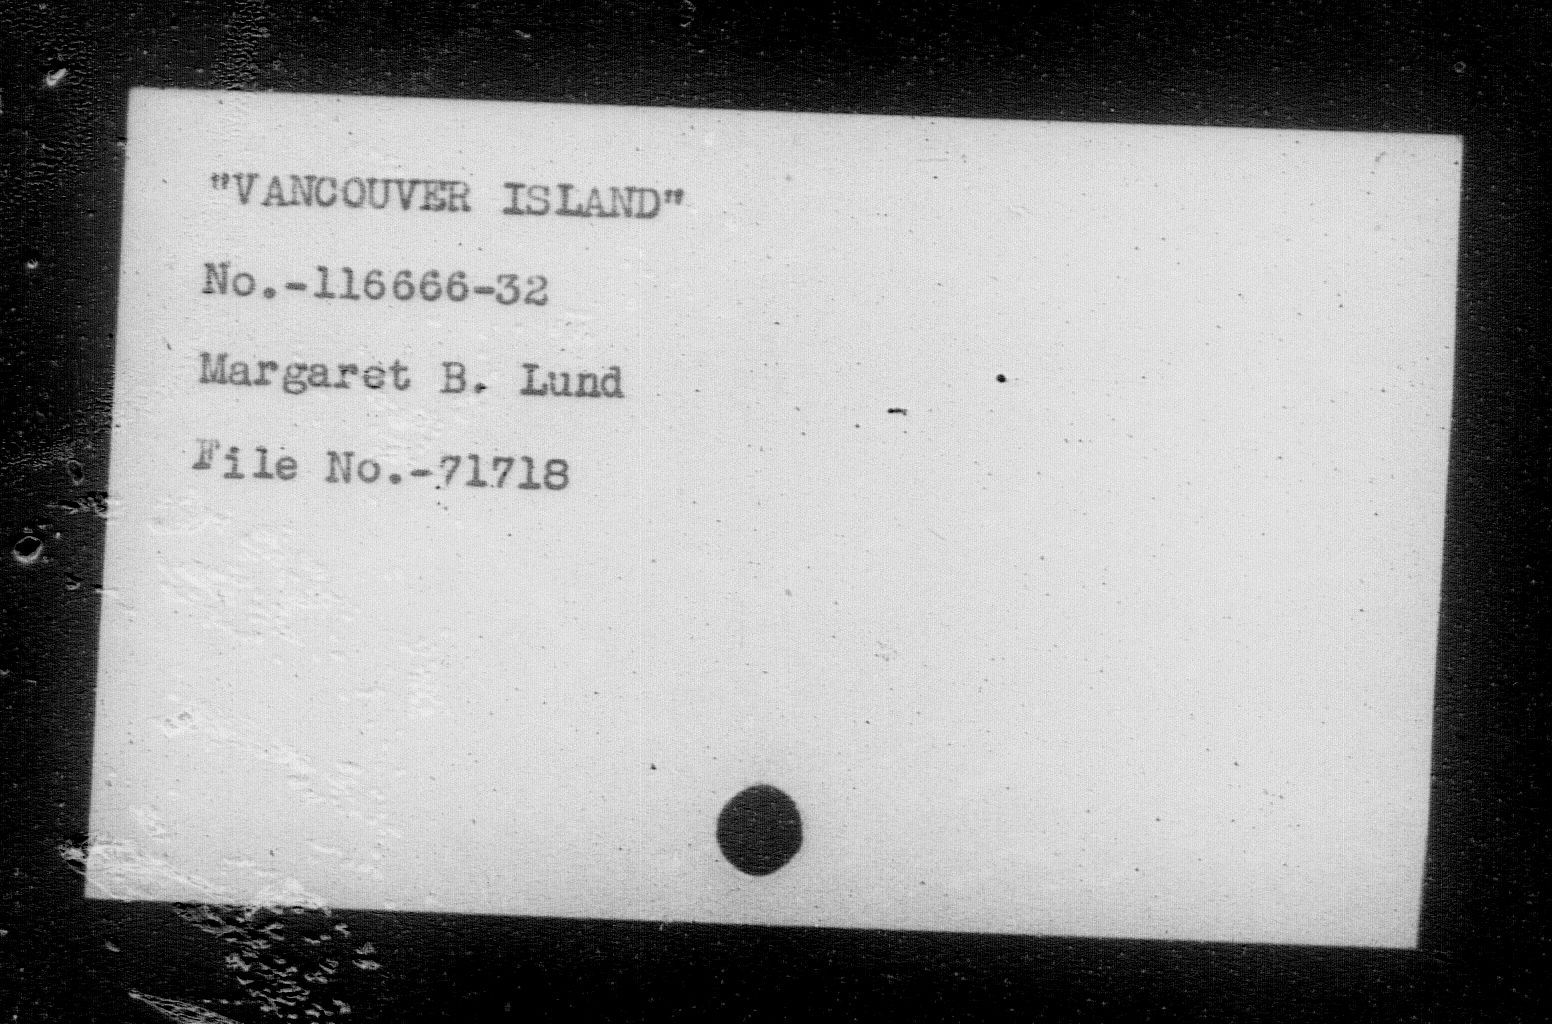 "VANCOUVER ISLAND"
No.-116666-32
Margaret B. Lund
File No.-71718